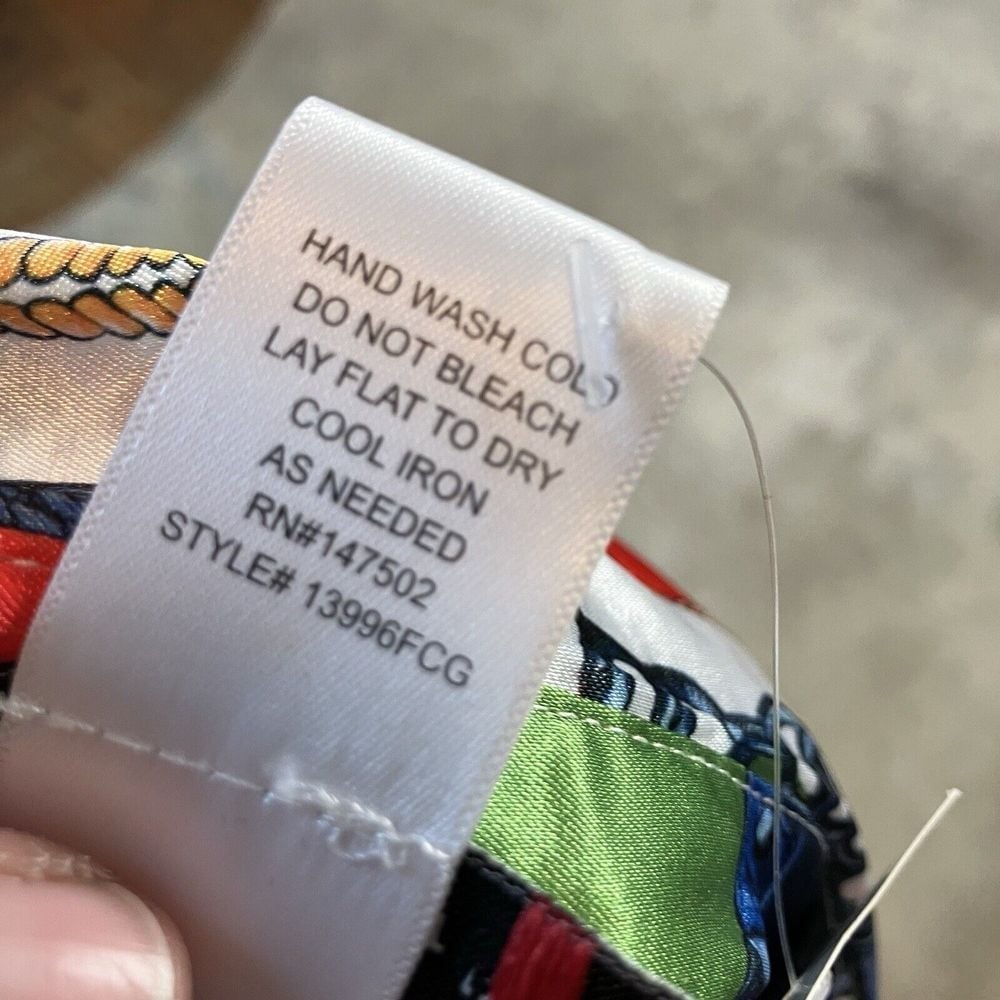 HAND WASH COLD
DO NOT BLEACH
LAY FLAT TO DRY
COOL IRON
AS NEEDED
RN#147502
STYLE# 13996FCG